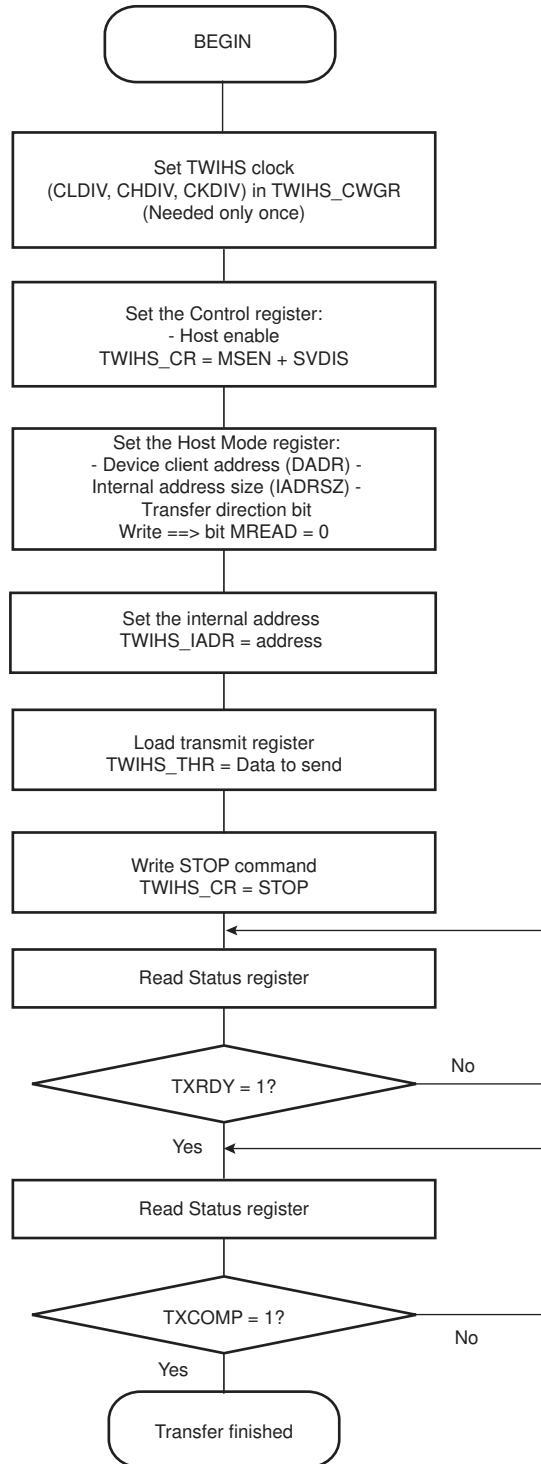 BEGIN
Set TWIHS clock
(CLDIV, CHDIV, CKDIV) in TWIHS_CWGR
(Needed only once)
Set the Control register:
- Host enable
TWIHS_CR = MSEN + SVDIS
Set the Host Mode register:
- Device client address (DADR) -
Internal address size (IADRSZ) -
Transfer direction bit
Write ==> bit MREAD = 0
Set the internal address
TWIHS_IADR = address
Load transmit register
TWIHS_THR = Data to send
Write STOP command
TWIHS_CR = STOP
Read Status register
TXRDY = 1?
No
Yes
Read Status register
TXCOMP = 1?
No
Yes
Transfer finished